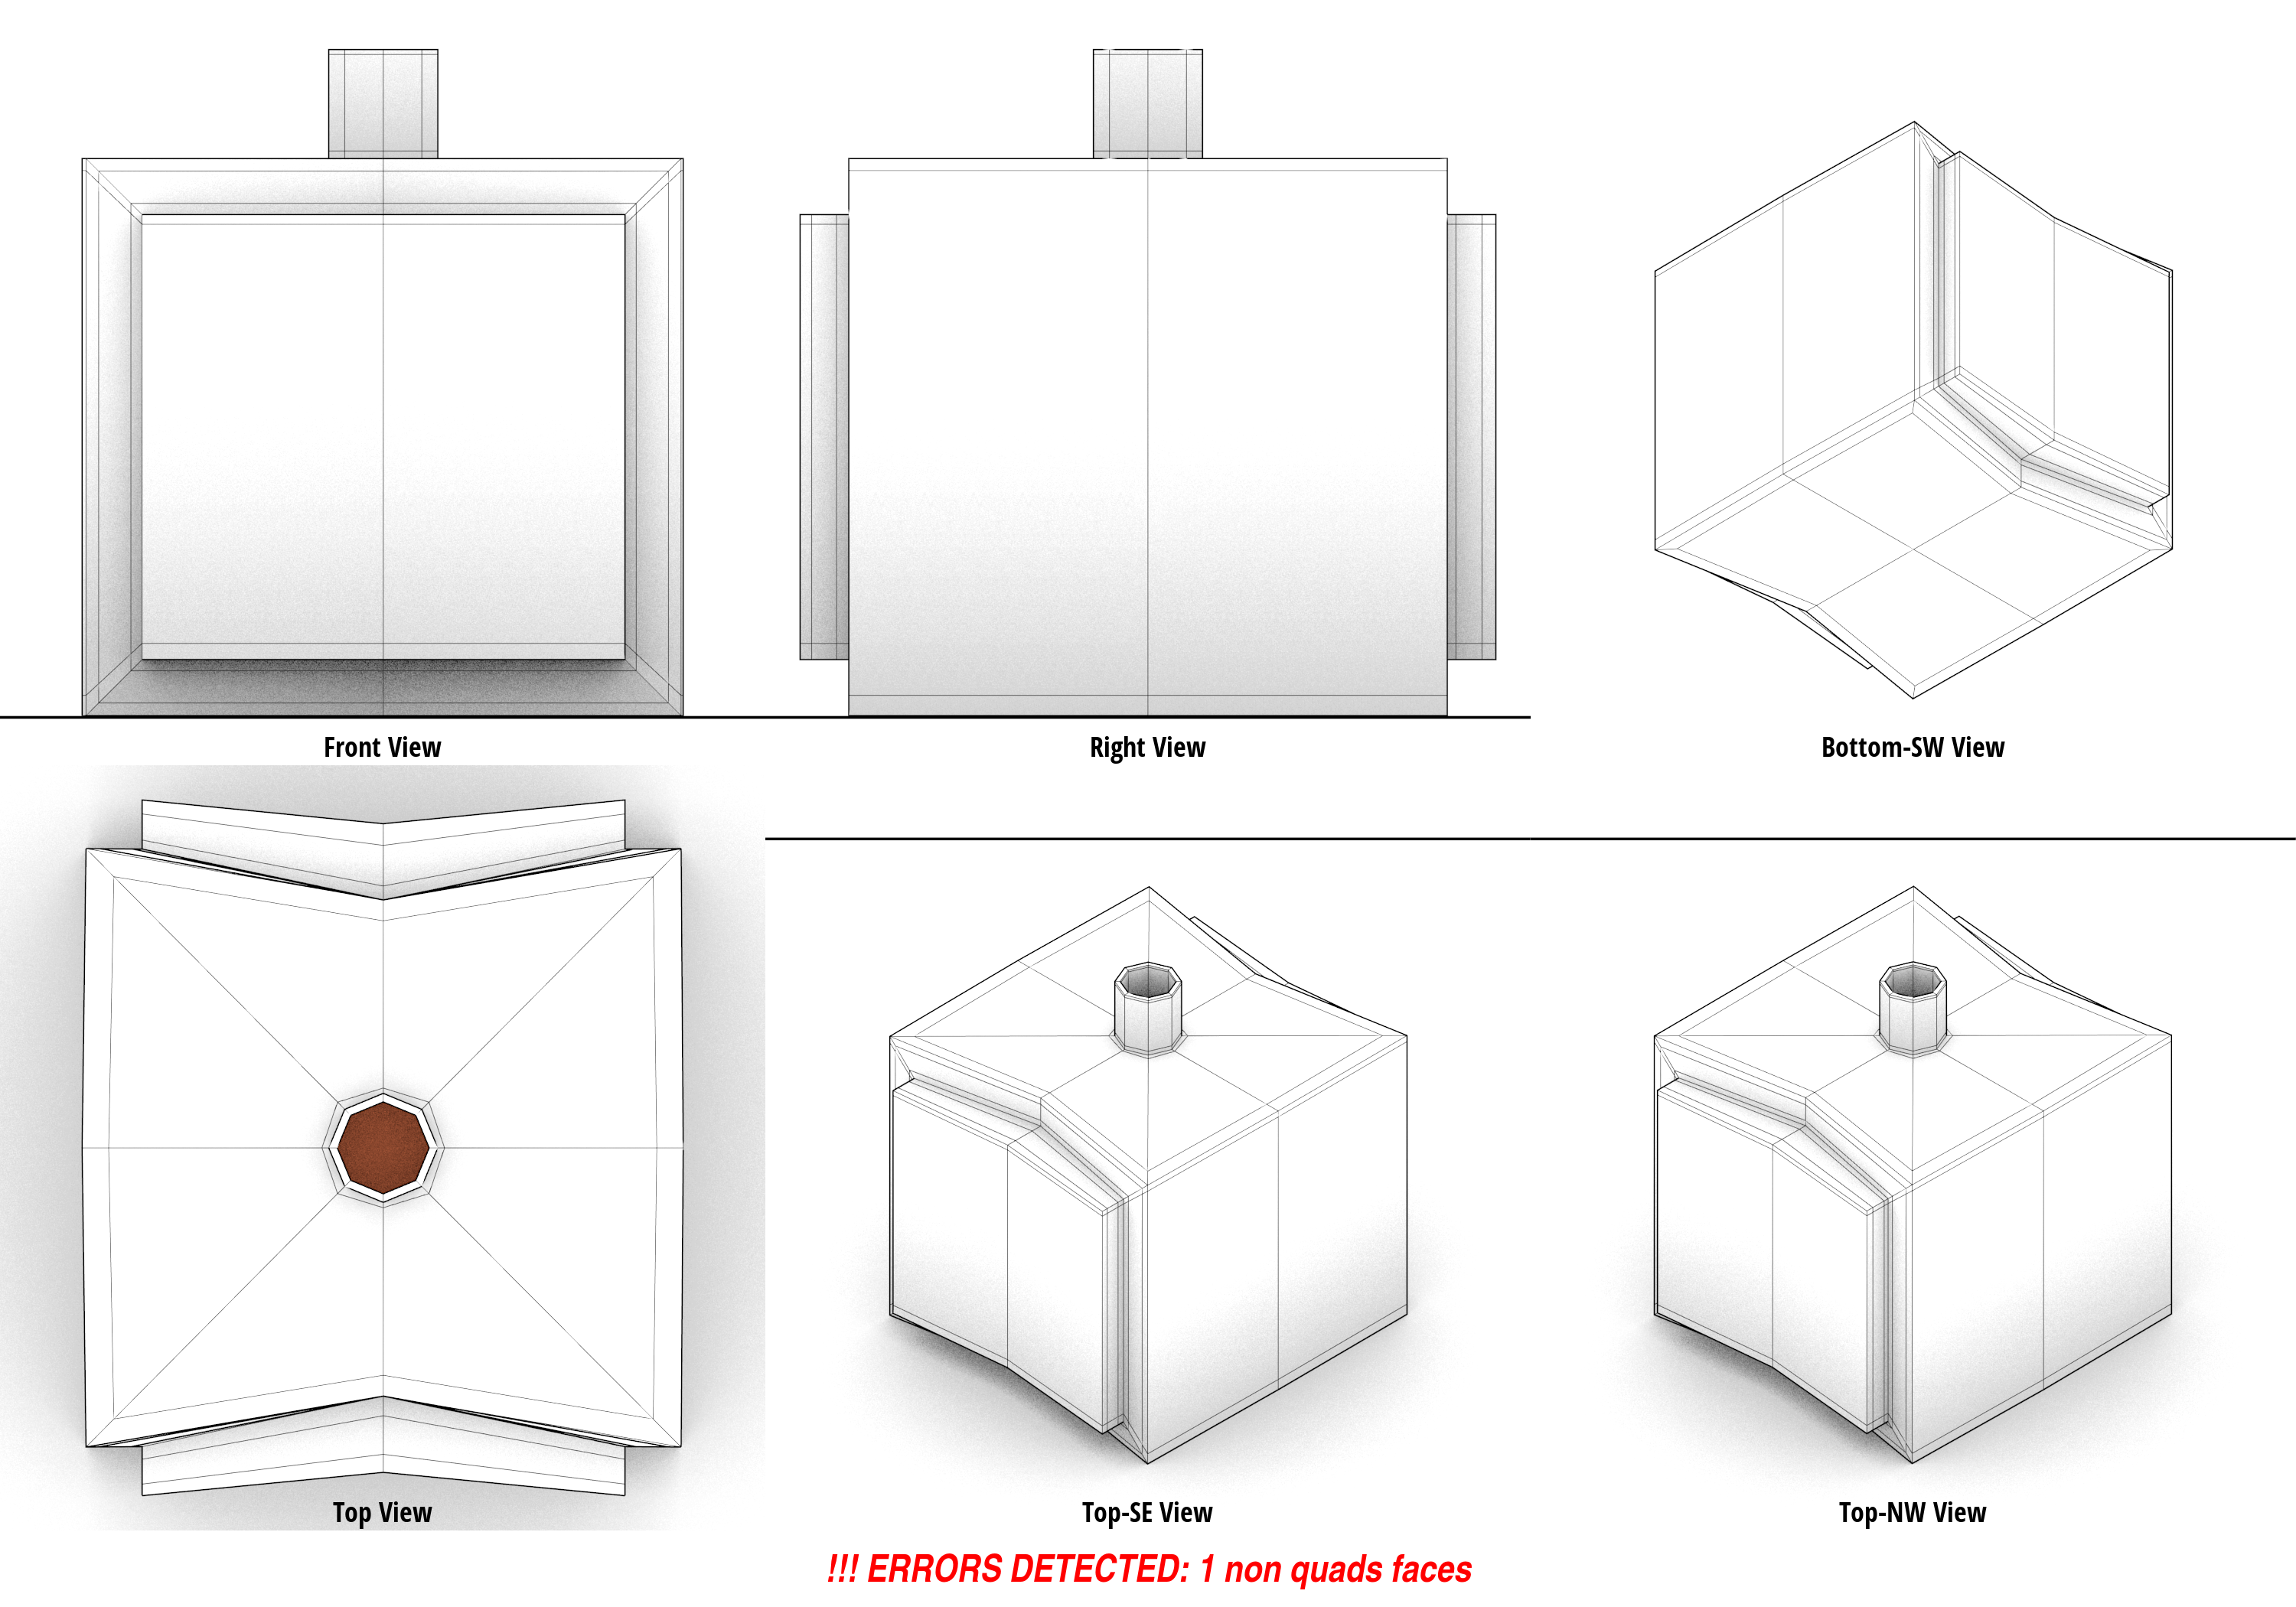 Front View
Right View
Bottom-SW View
Top View
Top-SE View
Top-NW View
!!! ERRORS DETECTED: 1 non quads faces